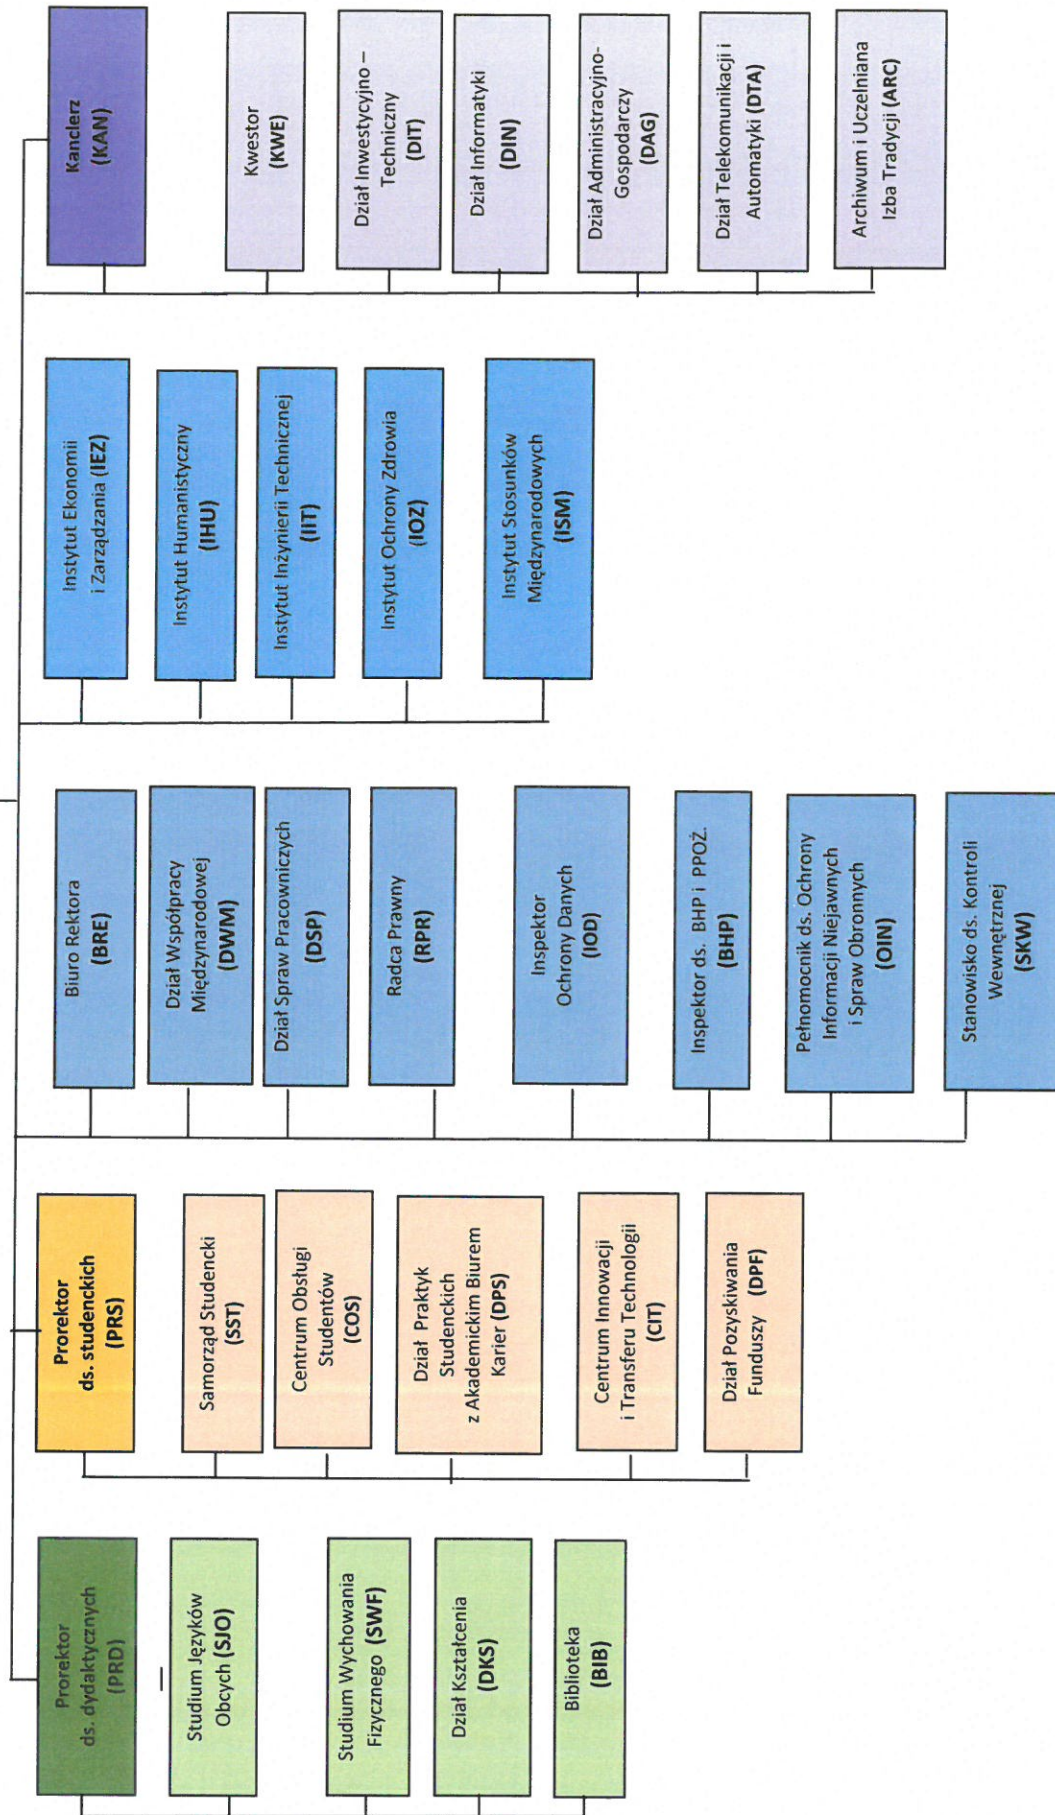 Prorektor
ds. dydaktycznych
(PRD)
Studium Języków
Obcych (SJO)
Studium Wychowania
Fizycznego (SWF)
Dział Kształcenia
(DKS)
Biblioteka
(BIB)
Prorektor
ds. studenckich
(PRS)
Samorząd Studencki
(SST)
Centrum Obsługi
Studentów
(COS)
Dział Praktyk
Studenckich
z Akademickim Biurem
Karier (DPS)
Centrum Innowacji
i Transferu Technologii
(CIT)
Dział Pozyskiwania
Funduszy (DPF)
Biuro Rektora
(BRE)
Dział Współpracy
Międzynarodowej
(DWM)
Dział Spraw Pracowniczych
(DSP)
Radca Prawny
(RPR)
Inspektor
Ochrony Danych
(IOD)
Inspektor ds. BHP i PPOŻ.
(BHP)
Pełnomocnik ds. Ochrony
Informacji Niejawnych
i Spraw Obronnych
(OIN)
Stanowisko ds. Kontroli
Wewnętrznej
(SKW)
Instytut Ekonomii
i Zarządzania (IEZ)
Instytut Humanistyczny
(IHU)
Instytut Inżynierii Technicznej
(IIT)
Instytut Ochrony Zdrowia
(IOZ)
Instytut Stosunków
Międzynarodowych
(ISM)
Kanclerz
(KAN)
Kwestor
(KWE)
Dział Inwestycyjno –
Techniczny
(DIT)
Dział Informatyki
(DIN)
Dział Administracyjno-
Gospodarczy
(DAG)
Dział Telekomunikacji i
Automatyki (DTA)
Archiwum i Uczelniana
Izba Tradycji (ARC)